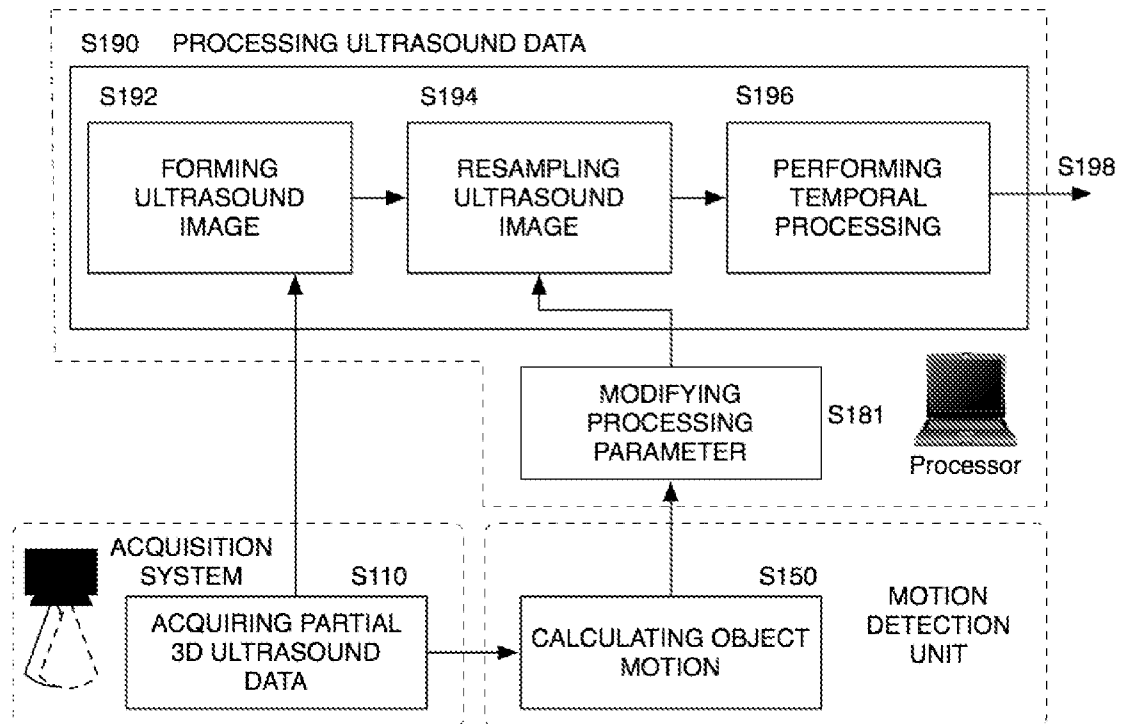 S190 PROCESSING ULTRASOUND DATA
S192
S194
S196
FORMING
ULTRASOUND
IMAGE
RESAMPLING
ULTRASOUND
IMAGE
PERFORMING
TEMPORAL
PROCESSING
S198
MODIFYING
PROCESSING
PARAMETER
S181
Processor
ACQUISITION
SYSTEM
S110
ACQUIRING PARTIAL
3D ULTRASOUND
DATA
S150
CALCULATING OBJECT
MOTION
MOTION
DETECTION
UNIT